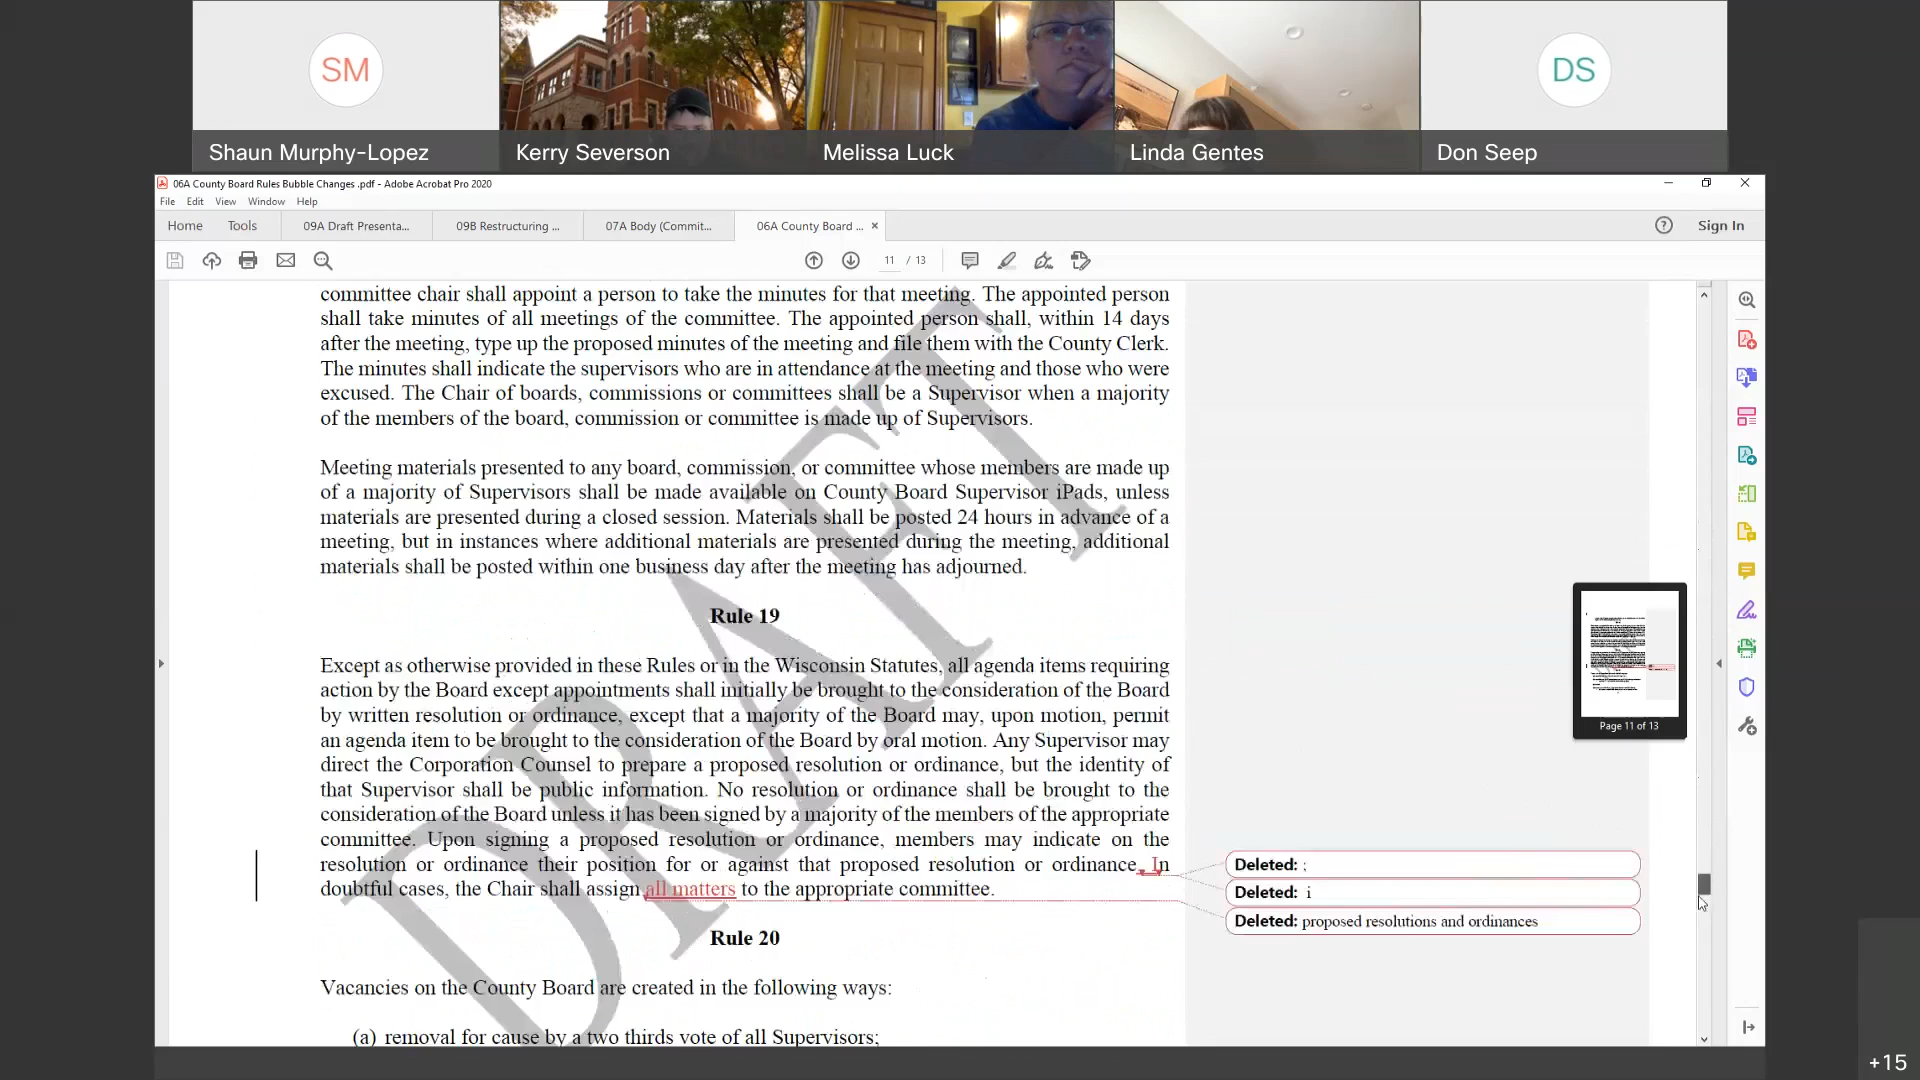 SM
DS
Shaun Murphy-Lopez
Kerry Severson
Melissa Luck
Linda Gentes
Don Seep
06A County Board Rules Bubble Changes .pdf - Adobe Acrobat Pro 2020
File Edit View Window Help
Home Tools 09A Draft Presenta... 09B Restructuring ... 07A Body (Commit... 06A County Board ... × Sign In
11 / 13
committee chair shall appoint a person to take the minutes for that meeting. The appointed person
shall take minutes of all meetings of the committee. The appointed person shall, within 14 days
after the meeting, type up the proposed minutes of the meeting and file them with the County Clerk.
The minutes shall indicate the supervisors who are in attendance at the meeting and those who were
excused. The Chair of boards, commissions or committees shall be a Supervisor when a majority
of the members of the board, commission or committee is made up of Supervisors.
Meeting materials presented to any board, commission, or committee whose members are made up
of a majority of Supervisors shall be made available on County Board Supervisor iPads, unless
materials are presented during a closed session. Materials shall be posted 24 hours in advance of a
meeting, but in instances where additional materials are presented during the meeting, additional
materials shall be posted within one business day after the meeting has adjourned.
Rule 19
Except as otherwise provided in these Rules or in the Wisconsin Statutes, all agenda items requiring
action by the Board except appointments shall initially be brought to the consideration of the Board
by written resolution or ordinance, except that a majority of the Board may, upon motion, permit
an agenda item to be brought to the consideration of the Board by oral motion. Any Supervisor may
direct the Corporation Counsel to prepare a proposed resolution or ordinance, but the identity of
that Supervisor shall be public information. No resolution or ordinance shall be brought to the
consideration of the Board unless it has been signed by a majority of the members of the appropriate
committee. Upon signing a proposed resolution or ordinance, members may indicate on the
resolution or ordinance their position for or against that proposed resolution or ordinance. In
doubtful cases, the Chair shall assign all matters to the appropriate committee.
Deleted: ;
Deleted: i
Deleted: proposed resolutions and ordinances
Rule 20
Vacancies on the County Board are created in the following ways:
(a) removal for cause by a two thirds vote of all Supervisors;
DRAFT
Page 11 of 13
+15